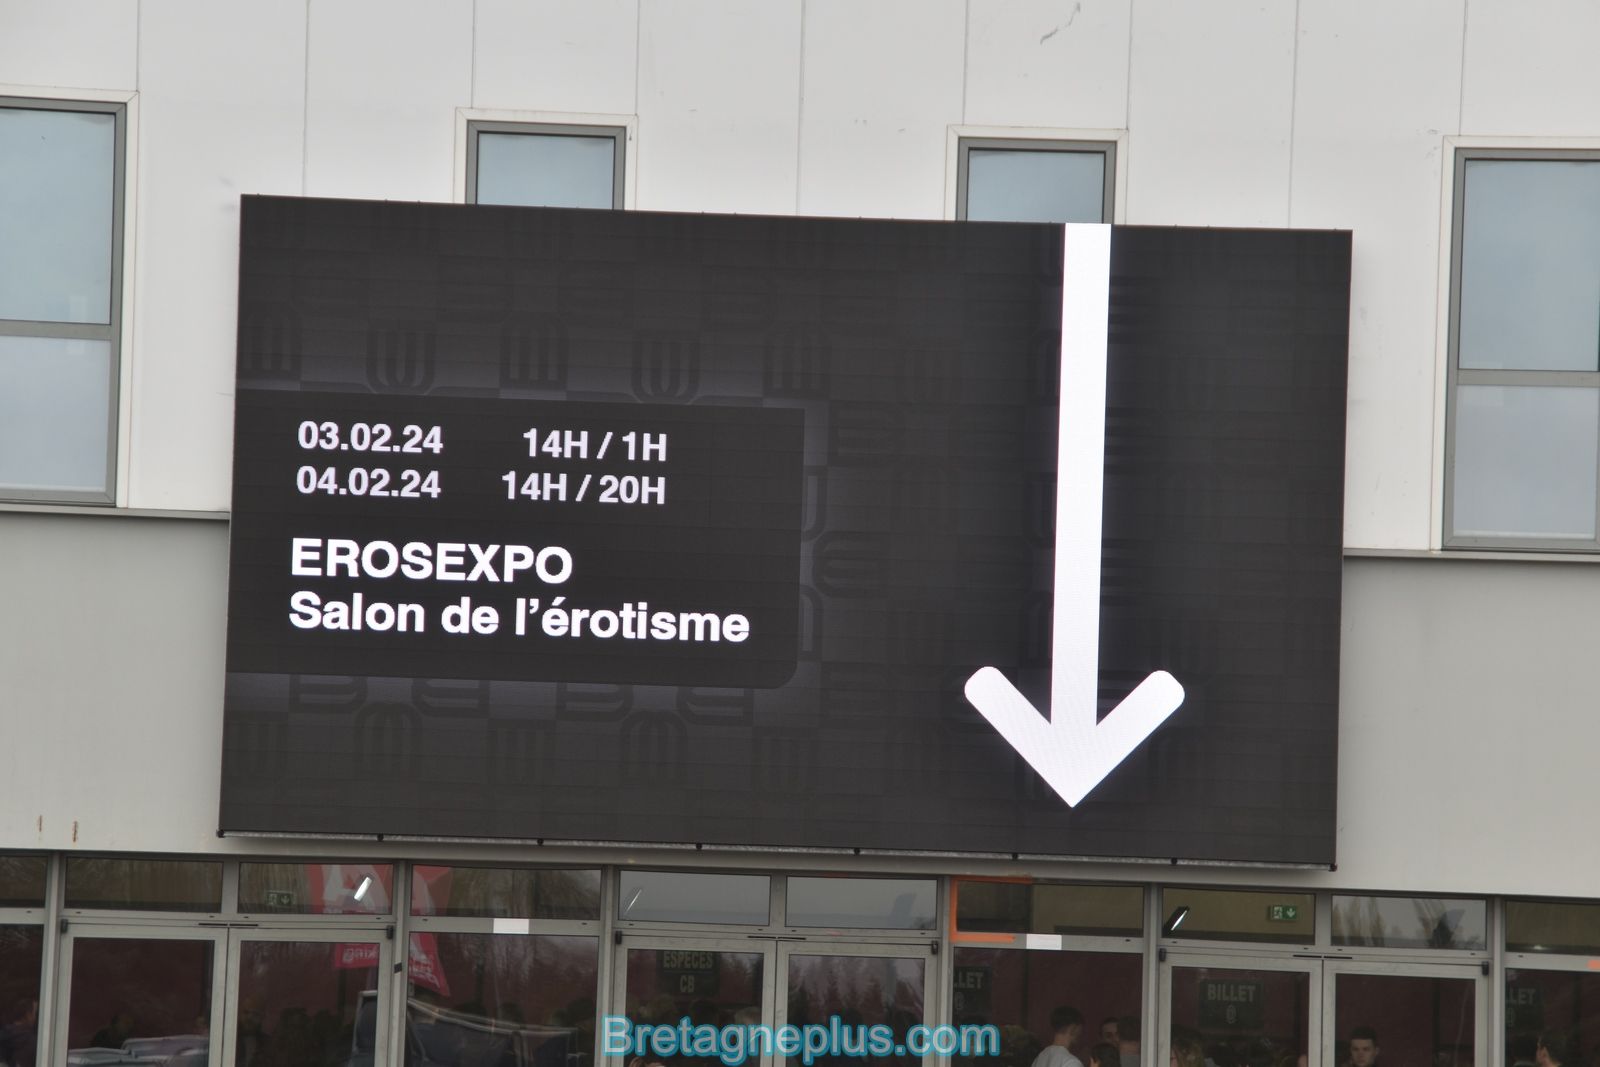 03.02.24 14H / 1H
04.02.24 14H / 20H
EROSEXPO
Salon de l’érotisme
ESPECES
CB
BILLET
Bretagneplus.com